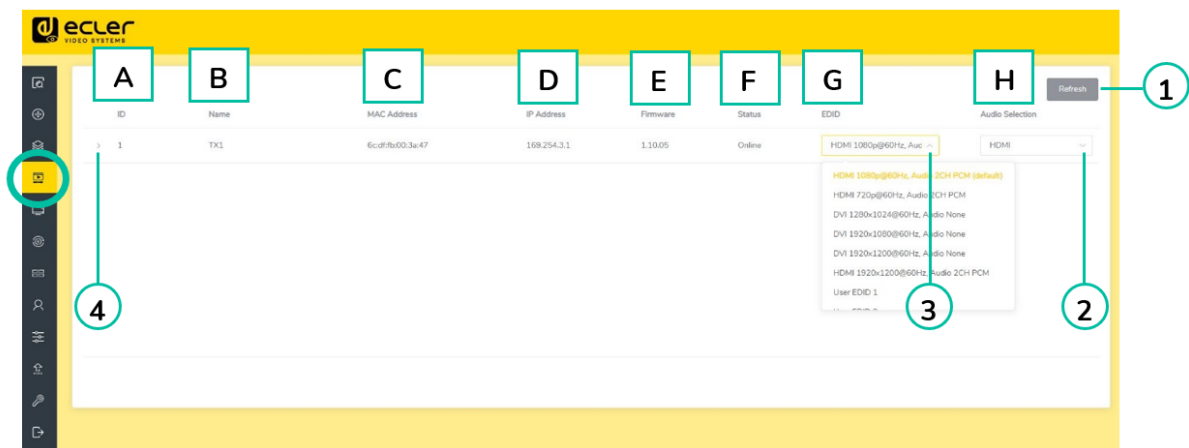 ecler
VIDEO SYSTEMS
A B C D E F G H
Refresh
1
ID Name MAC Address IP Address Firmware Status EDID Audio Selection
1 TX1 6c:df:fb:00:3a:47 169.254.3.1 1.10.05 Online HDMI 1080p@60Hz, Auc HDMI
HDMI 1080p@60Hz, Audio 2CH PCM (default)
HDMI 720p@60Hz, Audio 2CH PCM
DVI 1280x1024@60Hz, Audio None
DVI 1920x1080@60Hz, Audio None
DVI 1920x1200@60Hz, Audio None
HDMI 1920x1200@60Hz, Audio 2CH PCM
User EDID 1
4 3 2